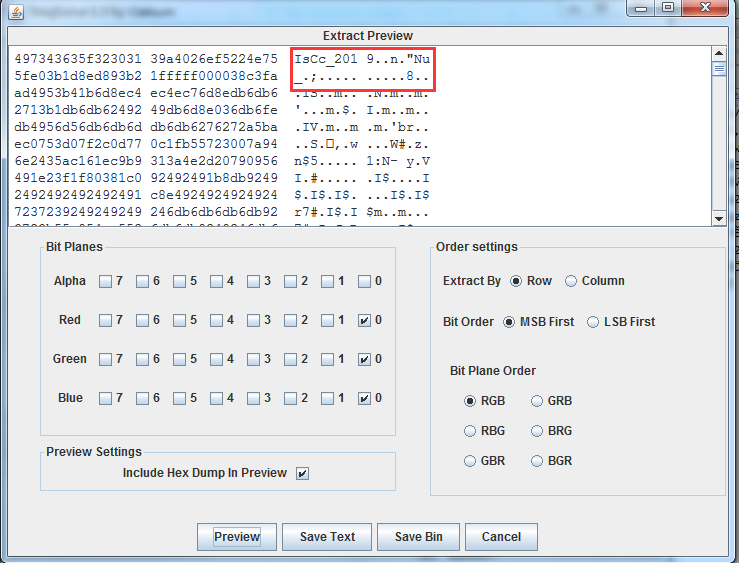 Extract Preview
497343635f323031 39a4026ef5224e75 IsCc_201 9..n."Nu
5fe03b1d8ed893b2 1fffff000038c3fa _.;..... .....8..
ad4953b41b6d8ec4 ec4ec76d8edb6db6 .IS..m.. .N.m..m.
2713b1db6db62492 49db6d8e036db6fe '...m.$. I.m..m..
db4956d56db6db6d db6db6276272a5ba .IV.m..m .m.'br..
ec0753d07f2c0d77 0c1fb55723007a94 ..S.□,.w ...W#.z.
6e2435ac161ec9b9 313a4e2d20790956 n$5..... 1:N- y.V
491e23f1f80381c0 92492491b8db9249 I.#..... .I$....I
2492492492492491 c8e4924924924924 $.I$.I$. ...I$.I$
7237239249249249 246db6db6db6db92 r7#.I$.I $m..m...
Bit Planes
Alpha 7 6 5 4 3 2 1 0
Red 7 6 5 4 3 2 1 0
Green 7 6 5 4 3 2 1 0
Blue 7 6 5 4 3 2 1 0
Preview Settings
Include Hex Dump In Preview
Order settings
Extract By Row Column
Bit Order MSB First LSB First
Bit Plane Order
RGB GRB
RBG BRG
GBR BGR
Preview Save Text Save Bin Cancel